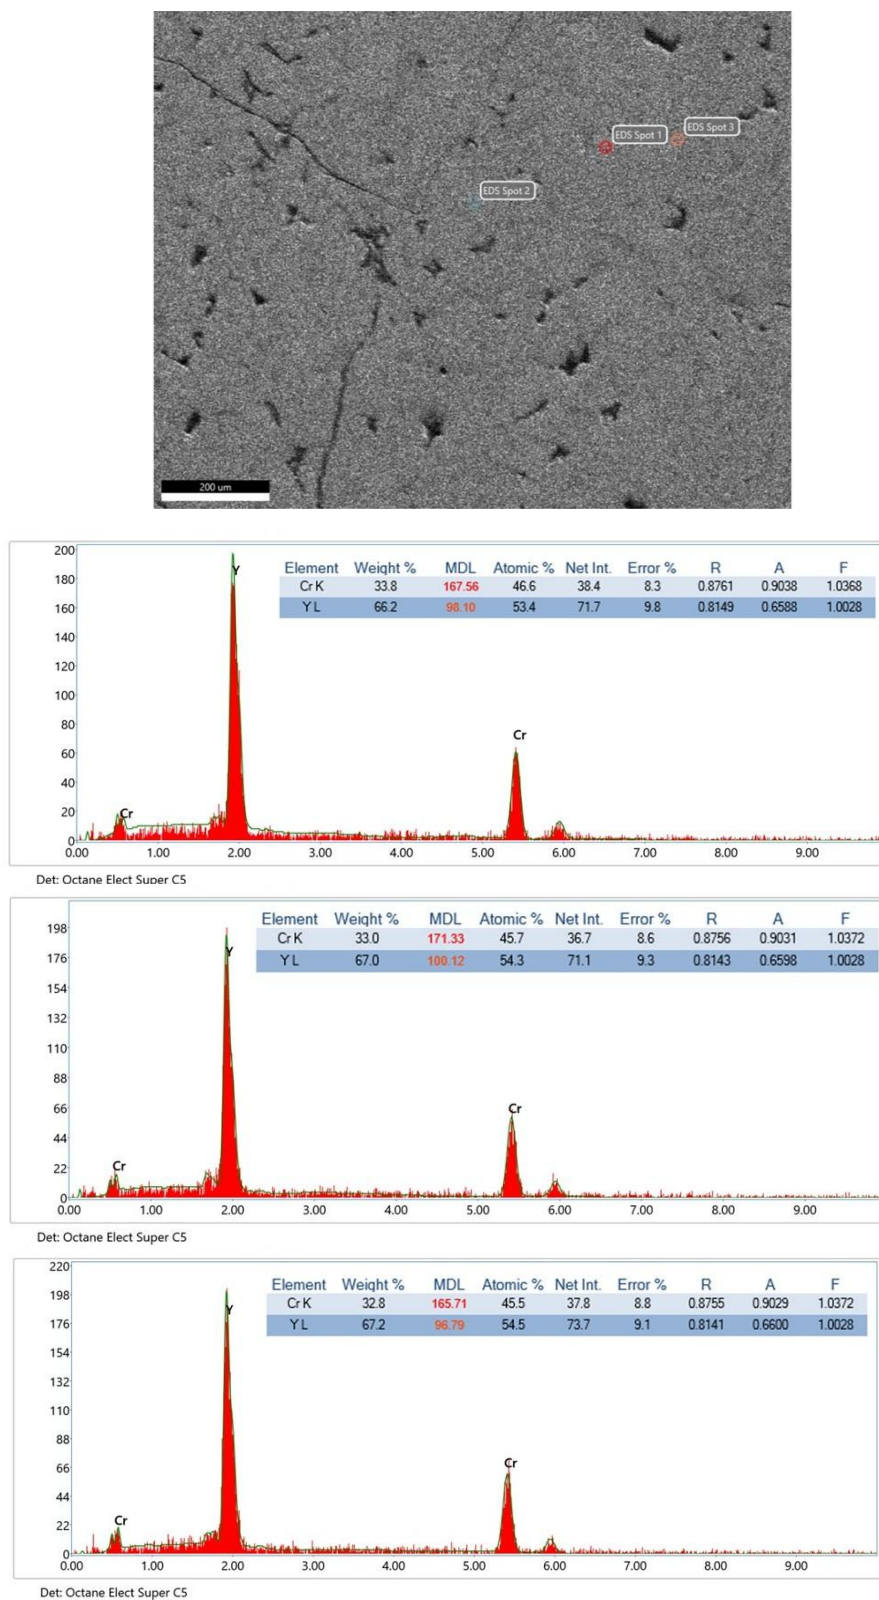 EDS Spot 1
EDS Spot 3
EDS Spot 2
200 um
200
180
160
140
120
100
80
60
40
20
0
Y
Cr
Cr
Element Weight % MDL Atomic % Net Int. Error % R A F
Cr K 33.8 167.56 46.6 38.4 8.3 0.8761 0.9038 1.0368
Y L 66.2 98.10 53.4 71.7 9.8 0.8149 0.6588 1.0028
0.00 1.00 2.00 3.00 4.00 5.00 6.00 7.00 8.00 9.00
Det: Octane Elect Super C5
198
176
154
132
110
88
66
44
22
0
Y
Cr
Cr
Element Weight % MDL Atomic % Net Int. Error % R A F
Cr K 33.0 171.33 45.7 36.7 8.6 0.8756 0.9031 1.0372
Y L 67.0 100.12 54.3 71.1 9.3 0.8143 0.6598 1.0028
0.00 1.00 2.00 3.00 4.00 5.00 6.00 7.00 8.00 9.00
Det: Octane Elect Super C5
220
198
176
154
132
110
88
66
44
22
0
Y
Cr
Cr
Element Weight % MDL Atomic % Net Int. Error % R A F
Cr K 32.8 165.71 45.5 37.8 8.8 0.8755 0.9029 1.0372
Y L 67.2 96.79 54.5 73.7 9.1 0.8141 0.6600 1.0028
0.00 1.00 2.00 3.00 4.00 5.00 6.00 7.00 8.00 9.00
Det: Octane Elect Super C5